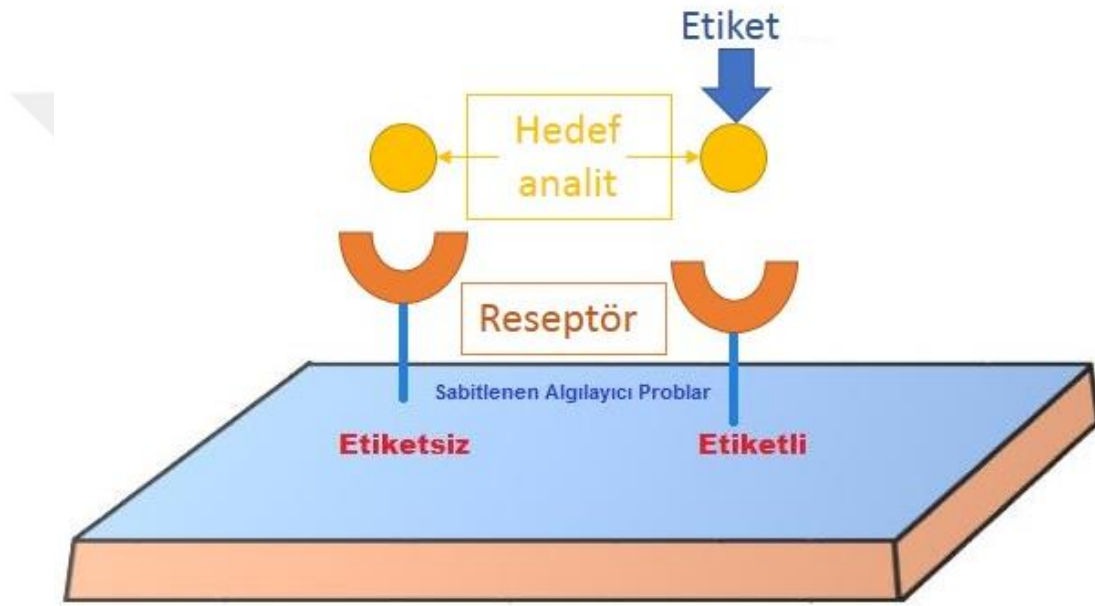 Etiket
Hedef
analit
Reseptör
Sabitlenen Algılayıcı Problar
Etiketsiz
Etiketli